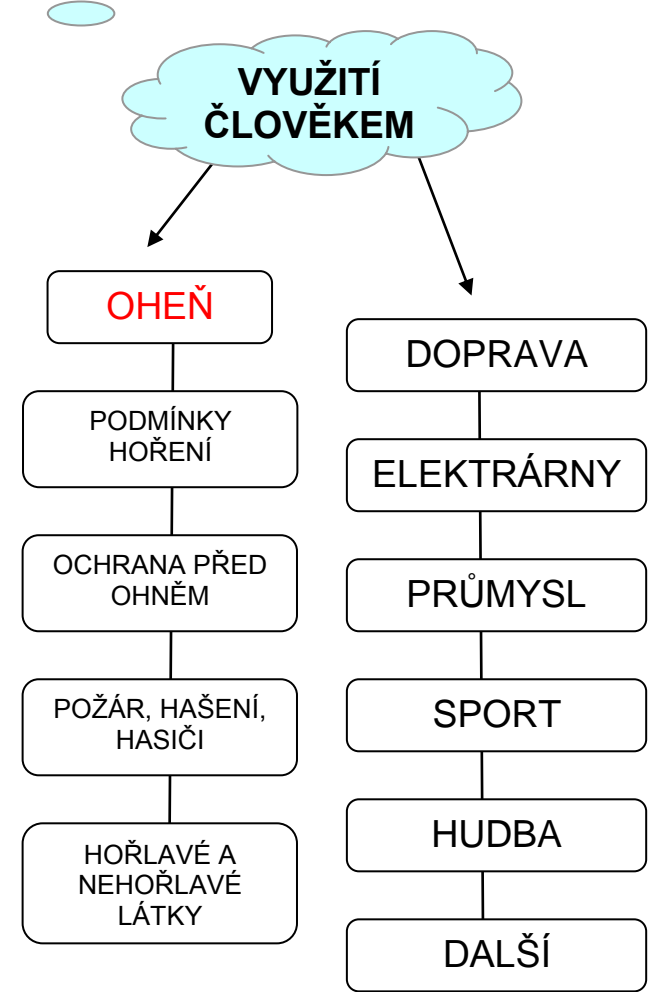 VYUŽITÍ
ČLOVĚKEM
OHEŇ
PODMÍNKY
HOŘENÍ
OCHRANA PŘED
OHNĚM
POŽÁR, HAŠENÍ,
HASIČI
HOŘLAVÉ A
NEHOŘLAVÉ
LÁTKY
DOPRAVA
ELEKTRÁRNY
PRŮMYSL
SPORT
HUDBA
DALŠÍ